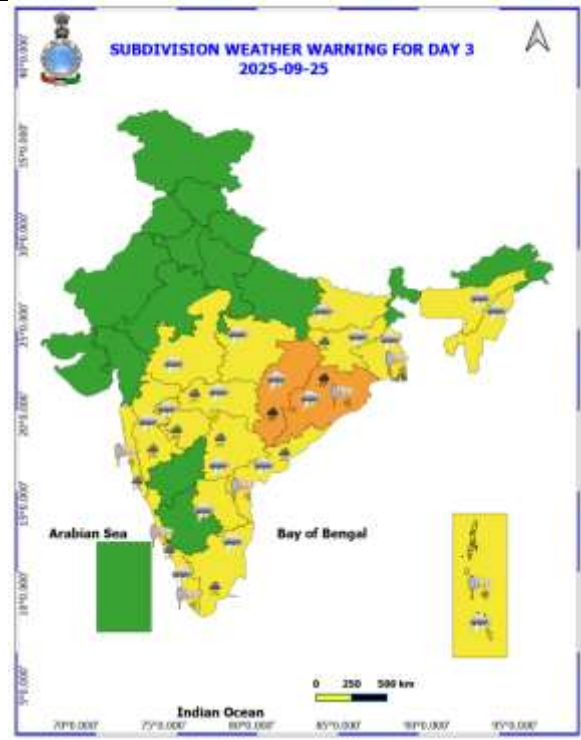 SUBDIVISION WEATHER WARNING FOR DAY 3
2025-09-25
Arabian Sea
Bay of Bengal
0 250 500 km
Indian Ocean
70°0.000' 75°0.000' 80°0.000' 85°0.000' 90°0.000' 95°0.000'